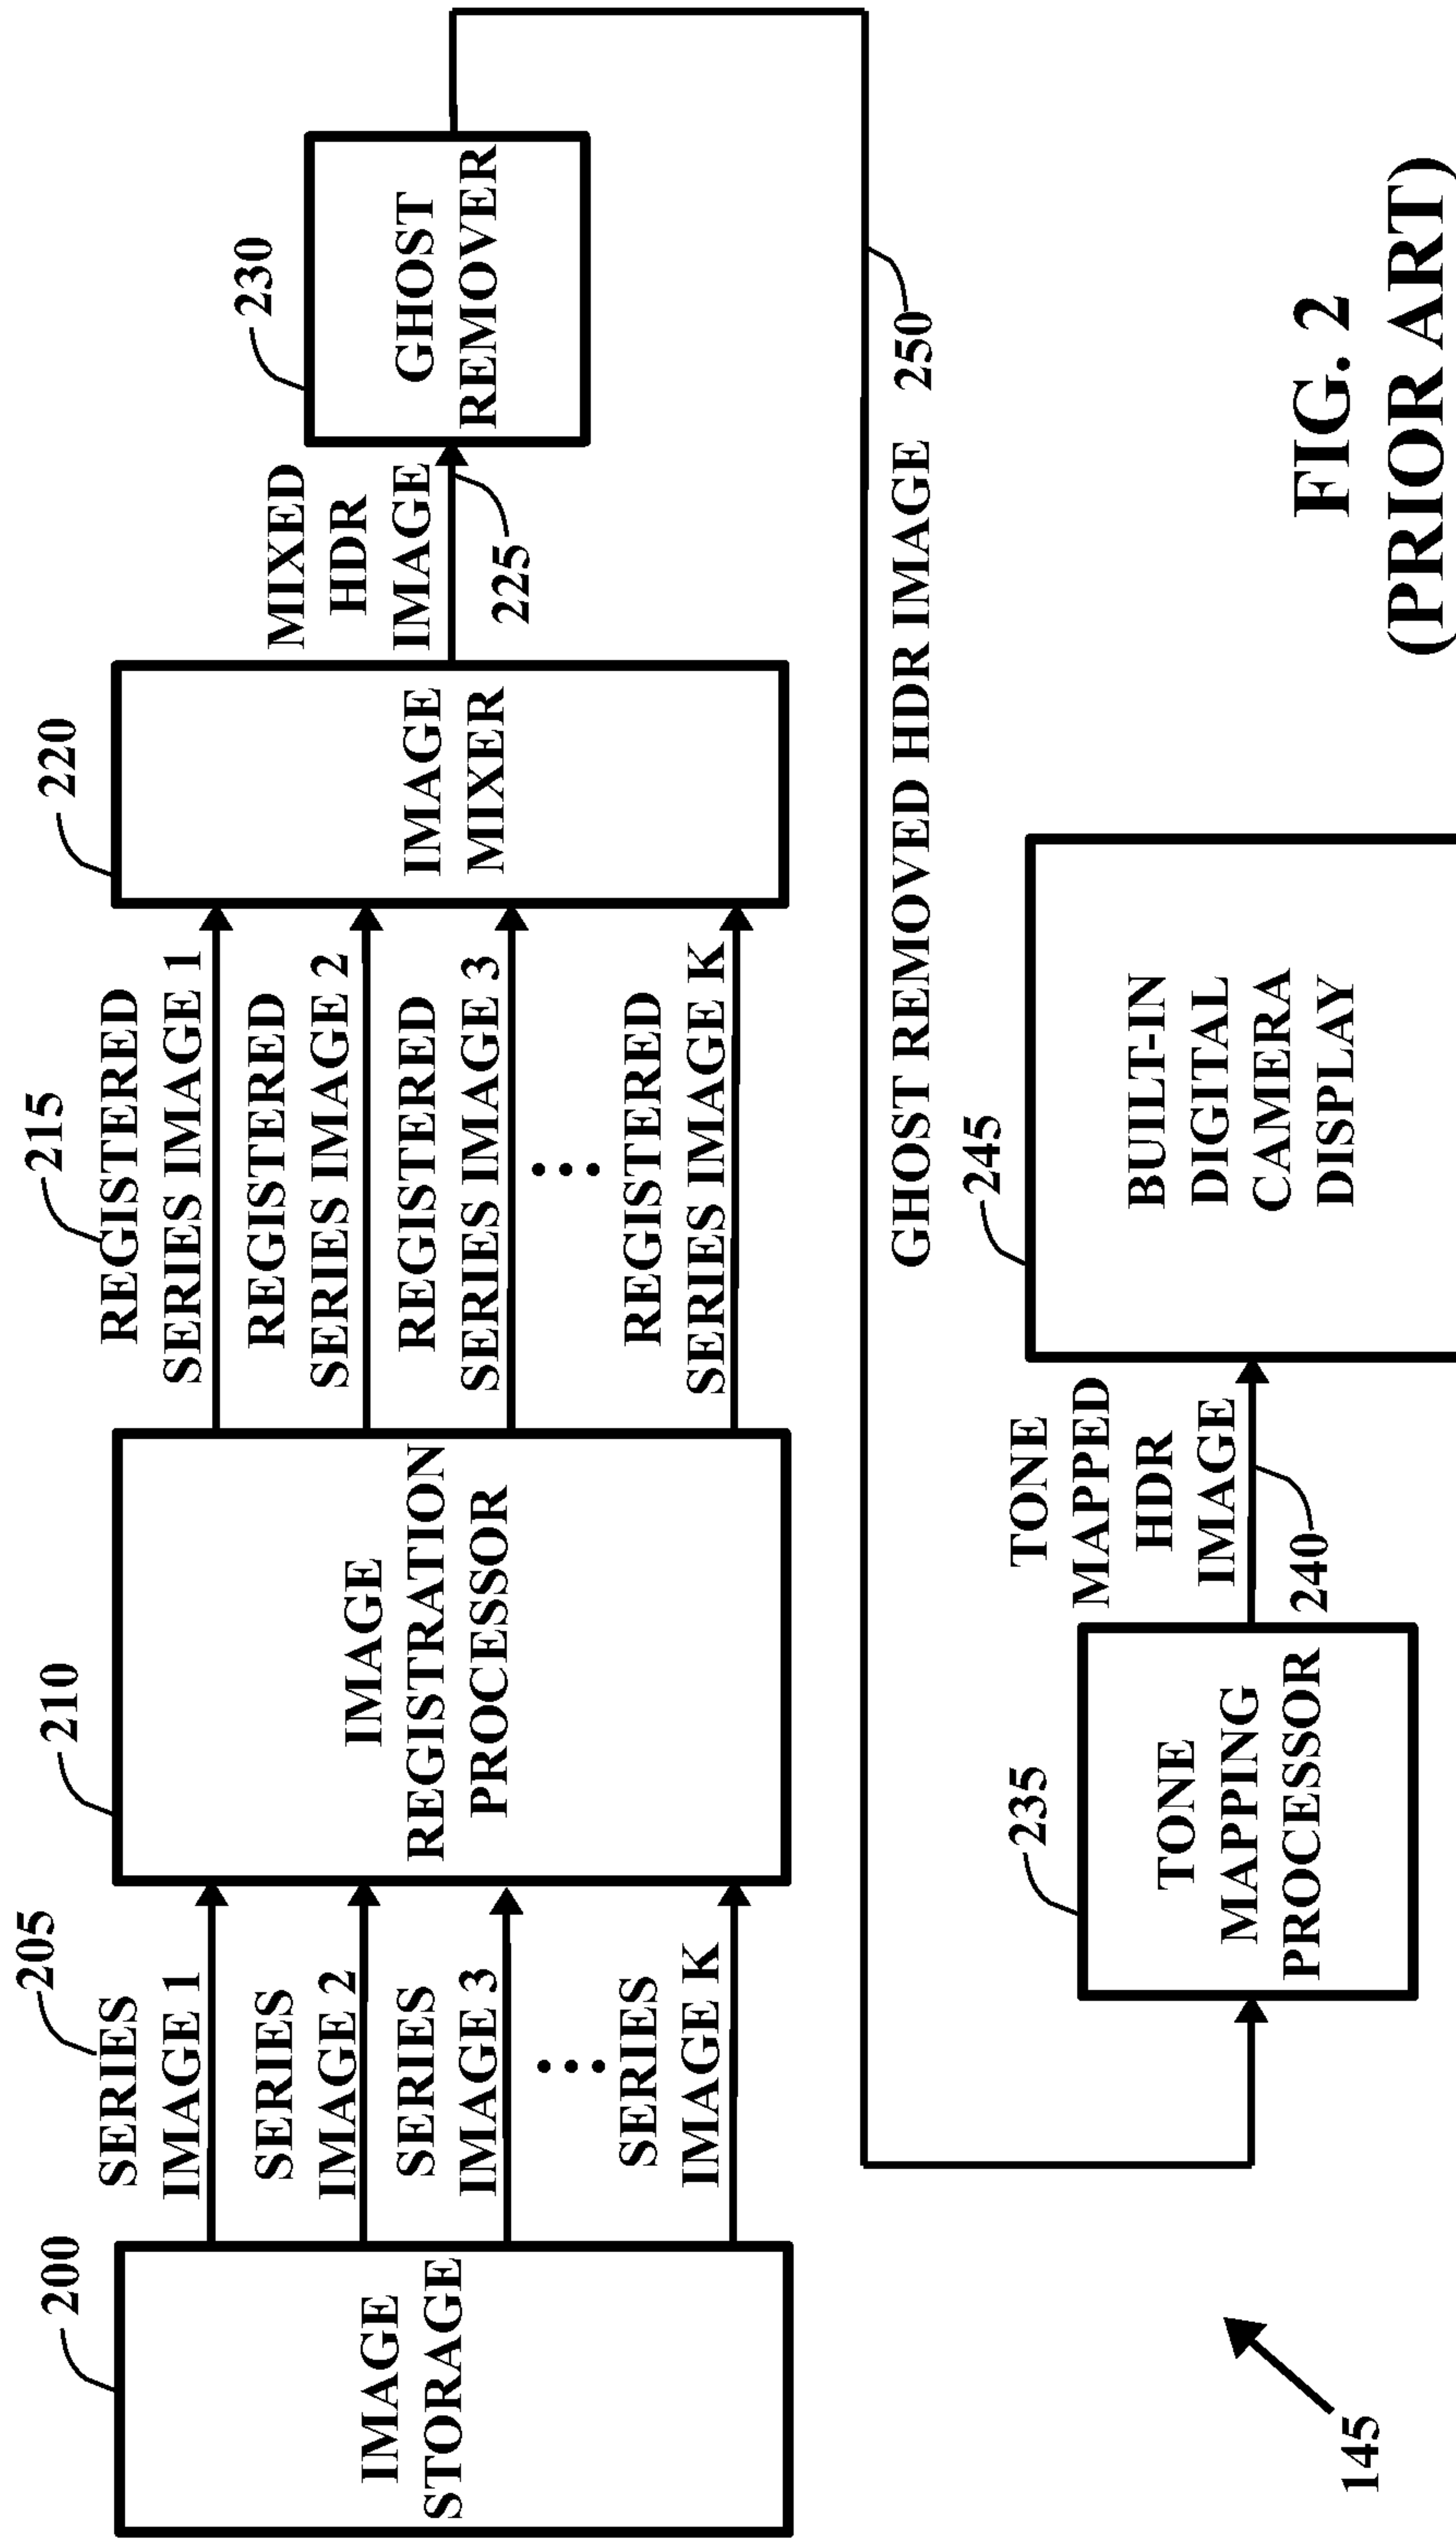 200
IMAGE
STORAGE
205
SERIES
IMAGE 1
SERIES
IMAGE 2
SERIES
IMAGE 3
...
SERIES
IMAGE K
210
IMAGE
REGISTRATION
PROCESSOR
215
REGISTERED
SERIES IMAGE 1
REGISTERED
SERIES IMAGE 2
REGISTERED
SERIES IMAGE 3
...
REGISTERED
SERIES IMAGE K
220
IMAGE
MIXER
MIXED
HDR
IMAGE
225
230
GHOST
REMOVER
GHOST REMOVED HDR IMAGE 250
235
TONE
MAPPING
PROCESSOR
TONE
MAPPED
HDR
IMAGE
240
245
BUILT-IN
DIGITAL
CAMERA
DISPLAY
145
FIG. 2
(PRIOR ART)